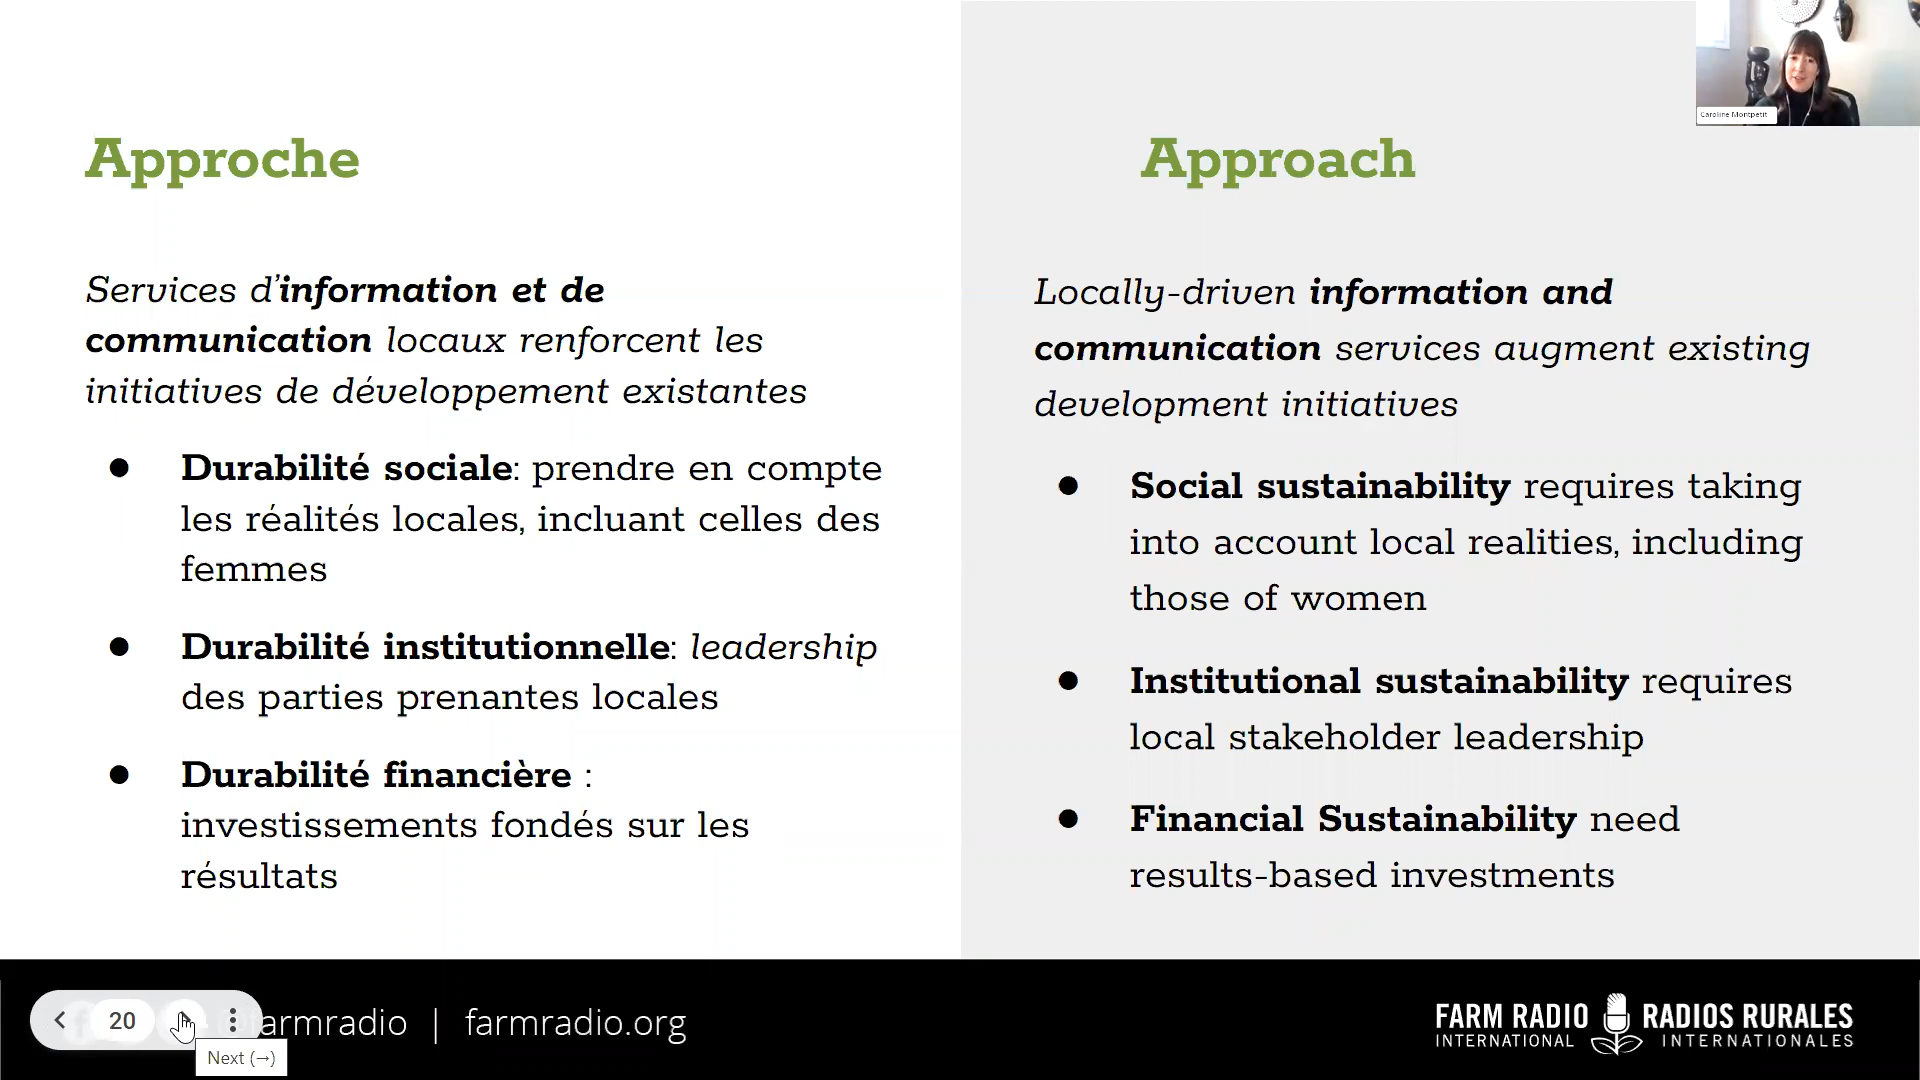 Approche
Services d'information et de
communication locaux renforcent les
initiatives de développement existantes
● Durabilité sociale: prendre en compte
les réalités locales, incluant celles des
femmes
● Durabilité institutionnelle: leadership
des parties prenantes locales
● Durabilité financière :
investissements fondés sur les
résultats
Approach
Locally-driven information and
communication services augment existing
development initiatives
● Social sustainability requires taking
into account local realities, including
those of women
● Institutional sustainability requires
local stakeholder leadership
● Financial Sustainability need
results-based investments
Caroline Montpetit
20
farmradio | farmradio.org
Next (→)
FARM RADIO
INTERNATIONAL
RADIOS RURALES
INTERNATIONALES